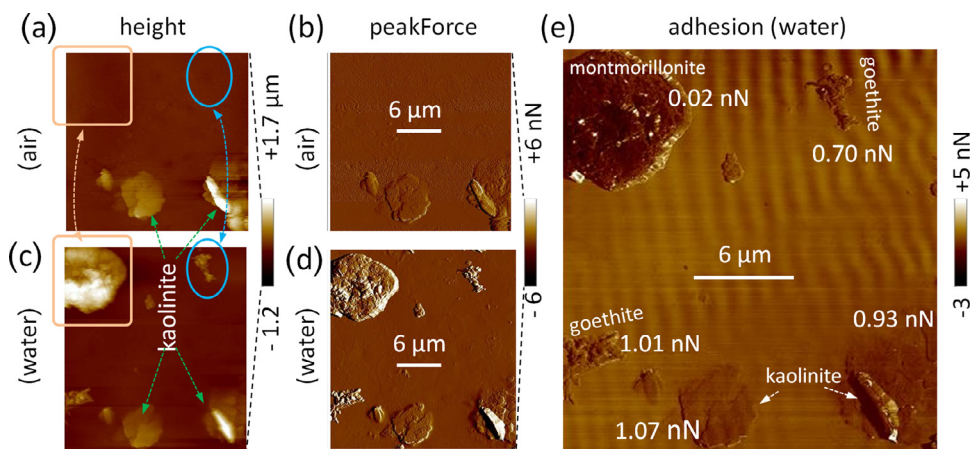 (a)
height
(b)
peakForce
(e)
adhesion (water)
(air)
+1.7 μm
- 1.2
6 μm
(air)
+6 nN
-6
montmorillonite
0.02 nN
goethite
0.70 nN
+5 nN
-3
(c)
(water)
kaolinite
(d)
(water)
6 μm
6 μm
goethite
1.01 nN
0.93 nN
kaolinite
1.07 nN